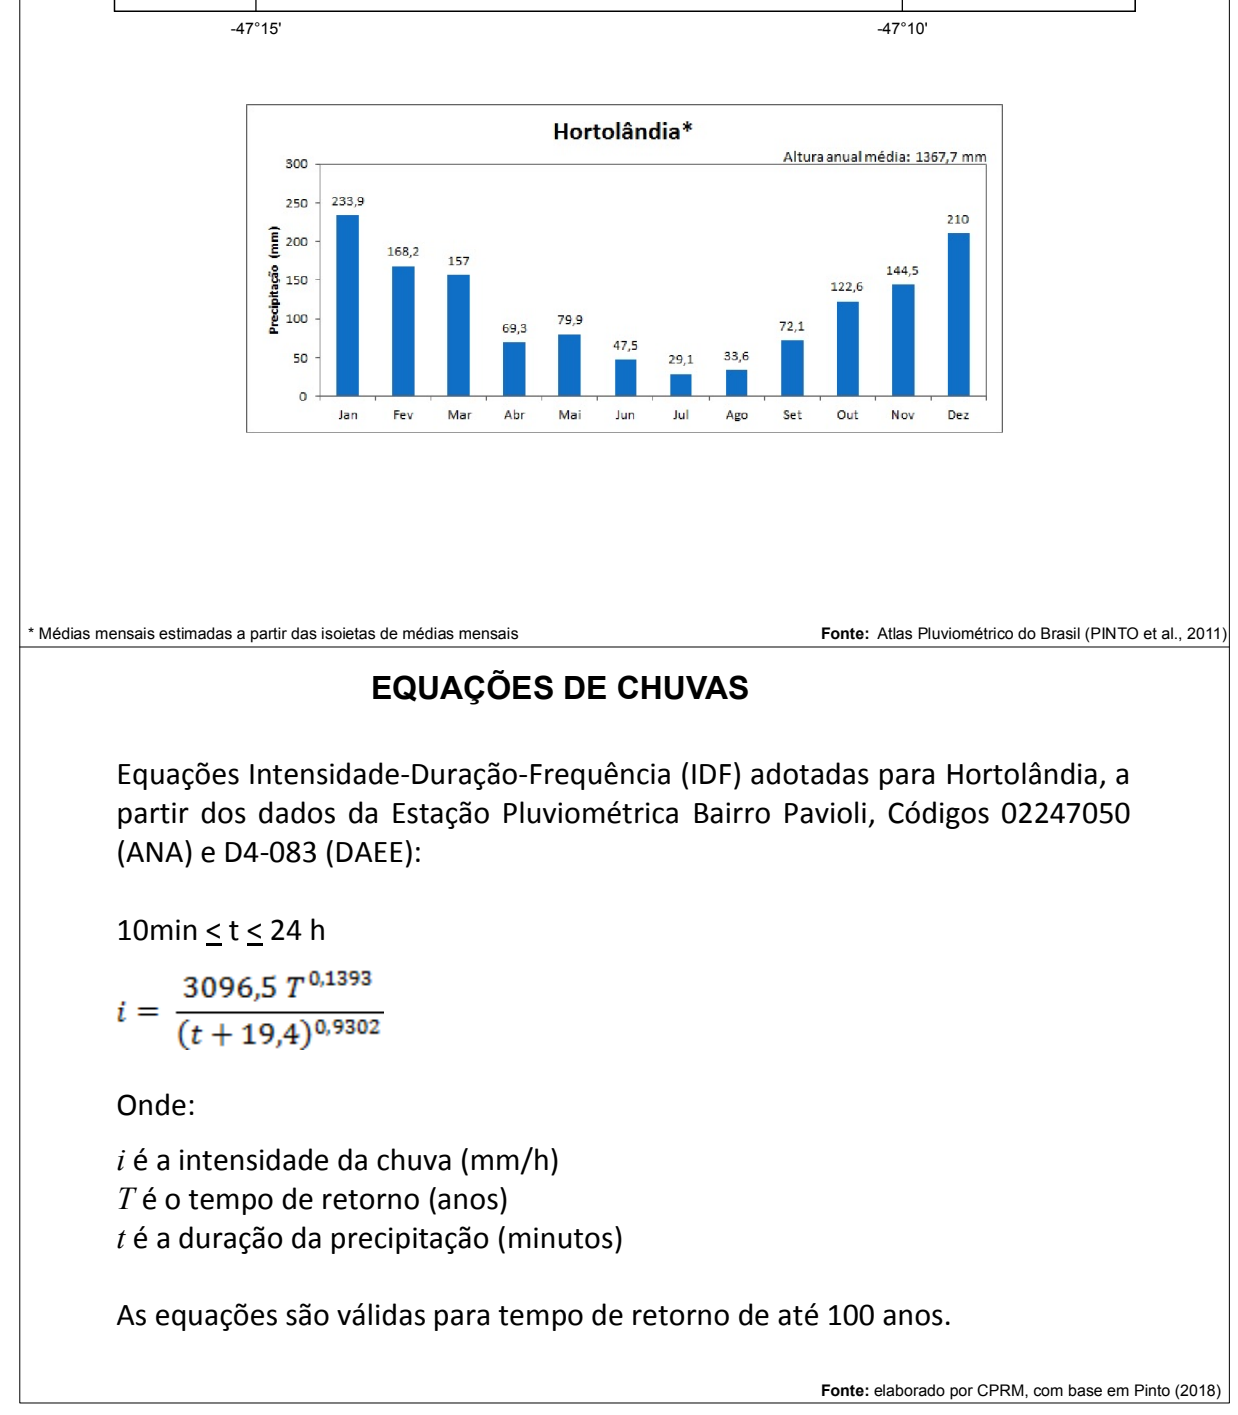 -47°15' -47°10'
Hortolândia*
Altura anual média: 1367,7 mm
Precipitação (mm)
300
250
200
150
100
50
0
233,9
168,2
157
69,3
79,9
47,5
29,1
33,6
72,1
122,6
144,5
210
Jan Fev Mar Abr Mai Jun Jul Ago Set Out Nov Dez
* Médias mensais estimadas a partir das isoietas de médias mensais
Fonte: Atlas Pluviométrico do Brasil (PINTO et al., 2011)
EQUAÇÕES DE CHUVAS
Equações Intensidade-Duração-Frequência (IDF) adotadas para Hortolândia, a
partir dos dados da Estação Pluviométrica Bairro Pavioli, Códigos 02247050
(ANA) e D4-083 (DAEE):
10min ≤ t ≤ 24 h
i = 3096,5 T^0,1393 / (t + 19,4)^0,9302
Onde:
i é a intensidade da chuva (mm/h)
T é o tempo de retorno (anos)
t é a duração da precipitação (minutos)
As equações são válidas para tempo de retorno de até 100 anos.
Fonte: elaborado por CPRM, com base em Pinto (2018)